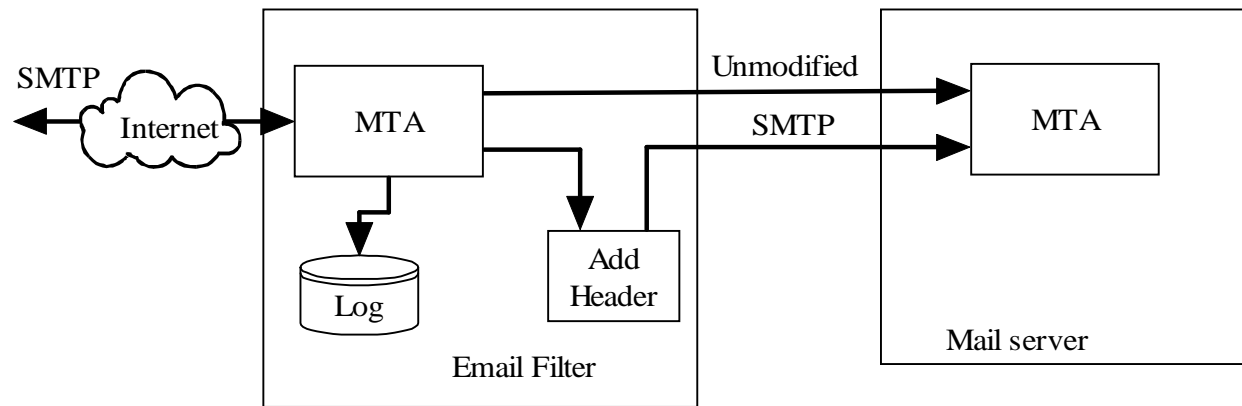 SMTP
Internet
MTA
Unmodified
SMTP
MTA
Log
Add
Header
Email Filter
Mail server